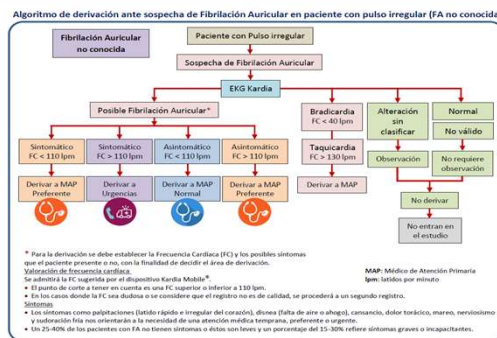 Algoritmo de derivación ante sospecha de Fibrilación Auricular en paciente con pulso irregular (FA no conocida
Fibrilación Auricular
no conocida
Paciente con Pulso irregular
Sospecha de Fibrilación Auricular
EKG Kardia
Posible Fibrilación Auricular*
Bradicardia
FC < 40 lpm
Taquicardia
FC > 130 lpm
Derivar a MAP
Alteración
sin
clasificar
Observación
Normal
No válido
No requiere
observación
Sintomático
FC < 110 lpm
Sintomático
FC > 110 lpm
Asintomático
FC < 110 lpm
Asintomático
FC > 110 lpm
Derivar a MAP
Preferente
Derivar a
Urgencias
Derivar a MAP
Normal
Derivar a MAP
Preferente
No derivar
No entran en
el estudio
* Para la derivación se debe establecer la Frecuencia Cardíaca (FC) y los posibles síntomas
que el paciente presente o no, con la finalidad de decidir el área de derivación.
Valoración de frecuencia cardíaca
Se admitirá la FC sugerida por el dispositivo Kardia Mobile®.
• El punto de corte a tener en cuenta es una FC superior o inferior a 110 lpm.
• En los casos donde la FC sea dudosa o se considere que el registro no es de calidad, se procederá a un segundo registro.
Síntomas
• Los síntomas como palpitaciones (latido rápido e irregular del corazón), disnea (falta de aire o ahogo), dolor torácico, mareo, nerviosismo
y sudoración fría nos orientarán a la necesidad de una atención médica temprana, preferente o urgente.
• Un 25-40% de los pacientes con FA no tienen síntomas o éstos son leves y un porcentaje del 15-30% refiere síntomas graves o incapacitantes.
MAP: Médico de Atención Primaria
lpm: latidos por minuto